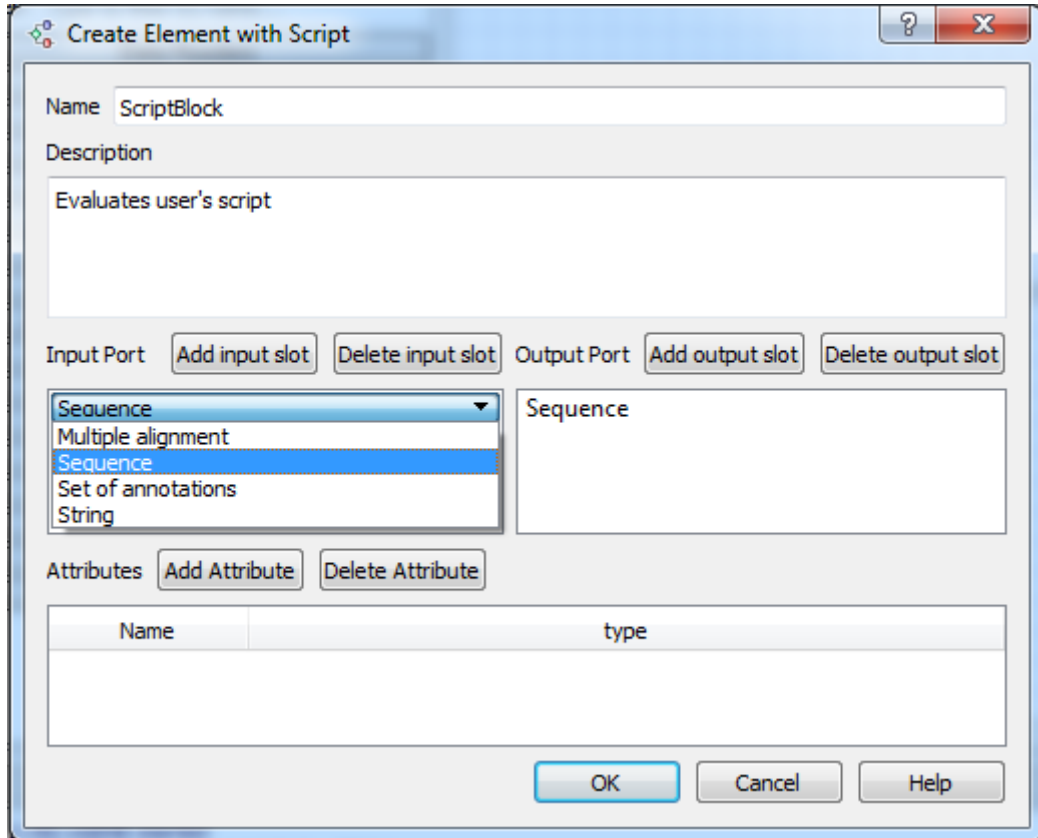 Create Element with Script
Name ScriptBlock
Description
Evaluates user's script
Input Port Add input slot Delete input slot Output Port Add output slot Delete output slot
Sequence Sequence
Multiple alignment
Sequence
Set of annotations
String
Attributes Add Attribute Delete Attribute
Name type
OK Cancel Help